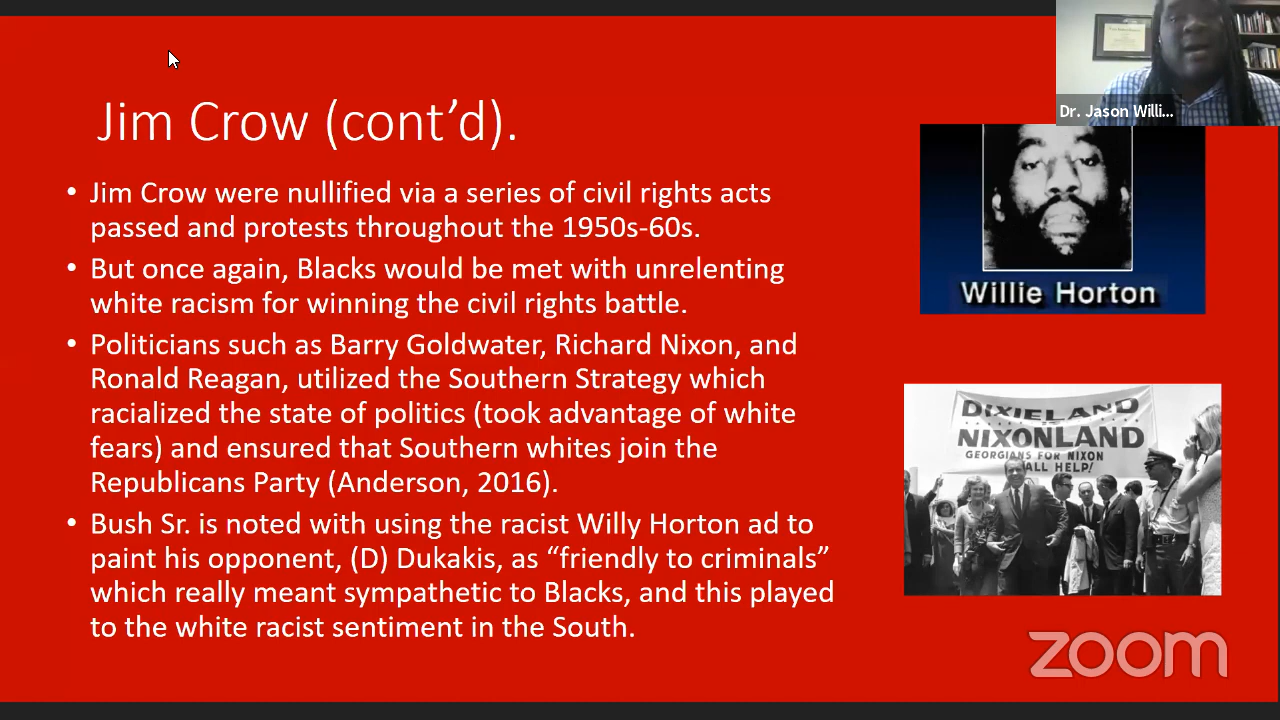 Dr. Jason Willi...
Jim Crow (cont’d).
• Jim Crow were nullified via a series of civil rights acts
passed and protests throughout the 1950s-60s.
• But once again, Blacks would be met with unrelenting
white racism for winning the civil rights battle.
• Politicians such as Barry Goldwater, Richard Nixon, and
Ronald Reagan, utilized the Southern Strategy which
racialized the state of politics (took advantage of white
fears) and ensured that Southern whites join the
Republicans Party (Anderson, 2016).
• Bush Sr. is noted with using the racist Willy Horton ad to
paint his opponent, (D) Dukakis, as “friendly to criminals”
which really meant sympathetic to Blacks, and this played
to the white racist sentiment in the South.
Willie Horton
DIXIELAND
NIXONLAND
GEORGIANS FOR NIXON
ALL HELP!
zoom